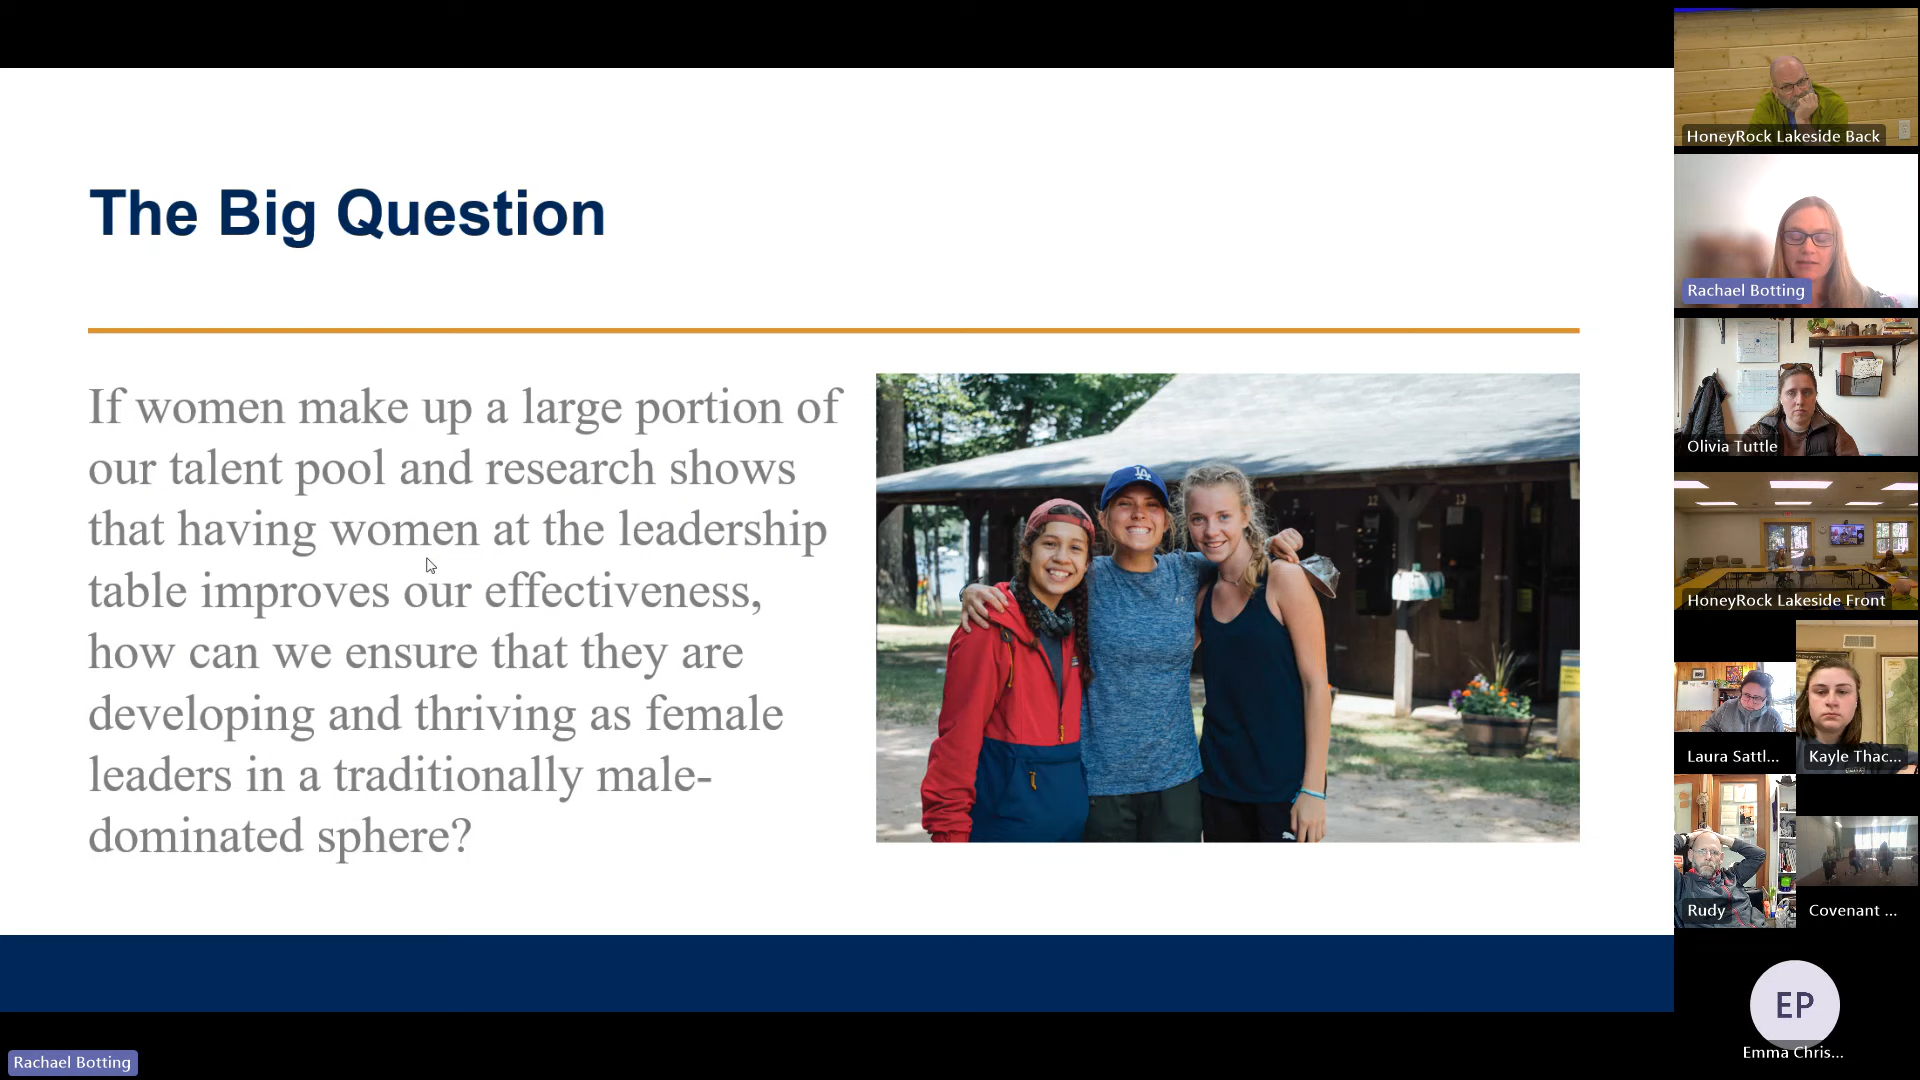 The Big Question
If women make up a large portion of
our talent pool and research shows
that having women at the leadership
table improves our effectiveness,
how can we ensure that they are
developing and thriving as female
leaders in a traditionally male-
dominated sphere?
LA
12
13
HoneyRock Lakeside Back
Rachael Botting
Olivia Tuttle
HoneyRock Lakeside Front
Laura Sattl...
Kayle Thac...
Rudy
Covenant ...
EP
Emma Chris...
Rachael Botting